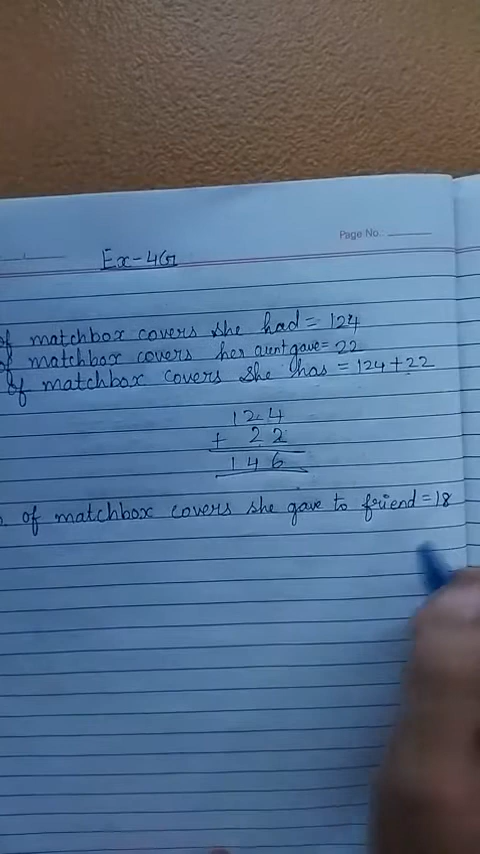 Page No.:
Ex-4G
of matchbox covers she had = 124
of matchbox covers her aunt gave = 22
of matchbox covers she has = 124+22
124
+ 22
146
of matchbox covers she gave to friend = 18